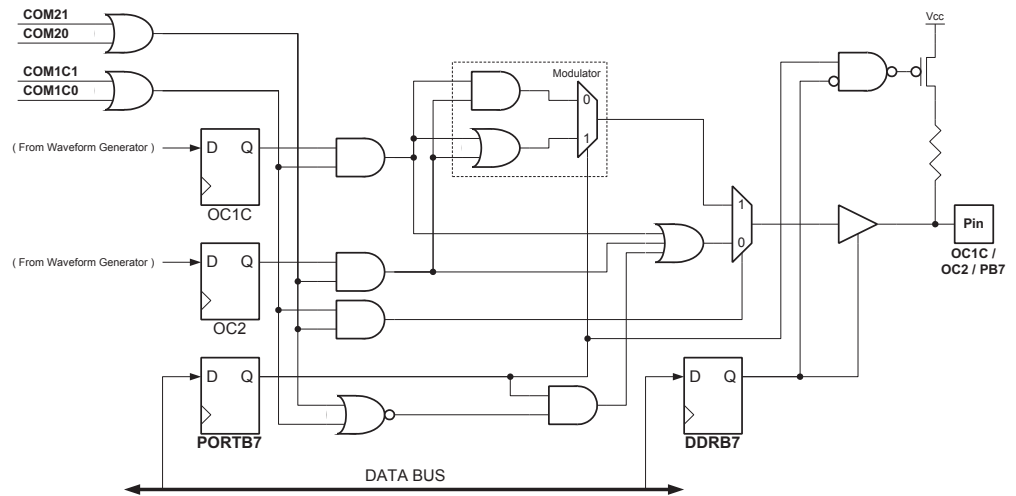 COM21
COM20
COM1C1
COM1C0
Vcc
Modulator
0
1
( From Waveform Generator )
D Q
OC1C
1
0
Pin
OC1C /
OC2 / PB7
( From Waveform Generator )
D Q
OC2
D Q
PORTB7
D Q
DDRB7
DATA BUS